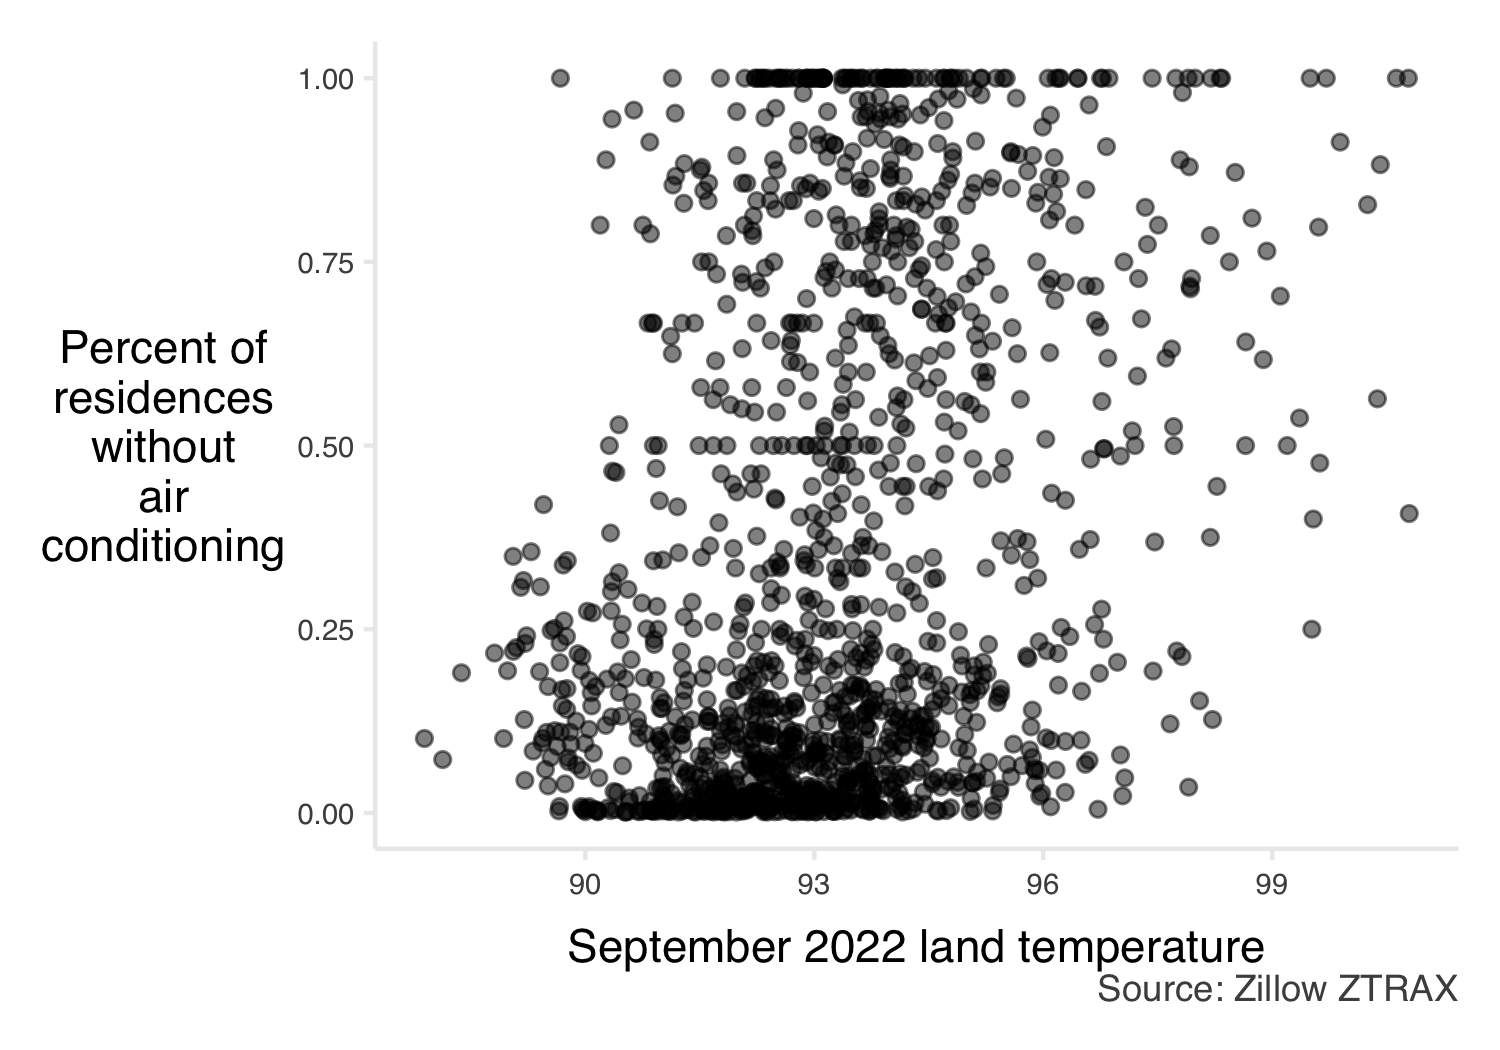 1.00
0.75
0.50
0.25
0.00
Percent of
residences
without
air
conditioning
90 93 96 99
September 2022 land temperature
Source: Zillow ZTRAX